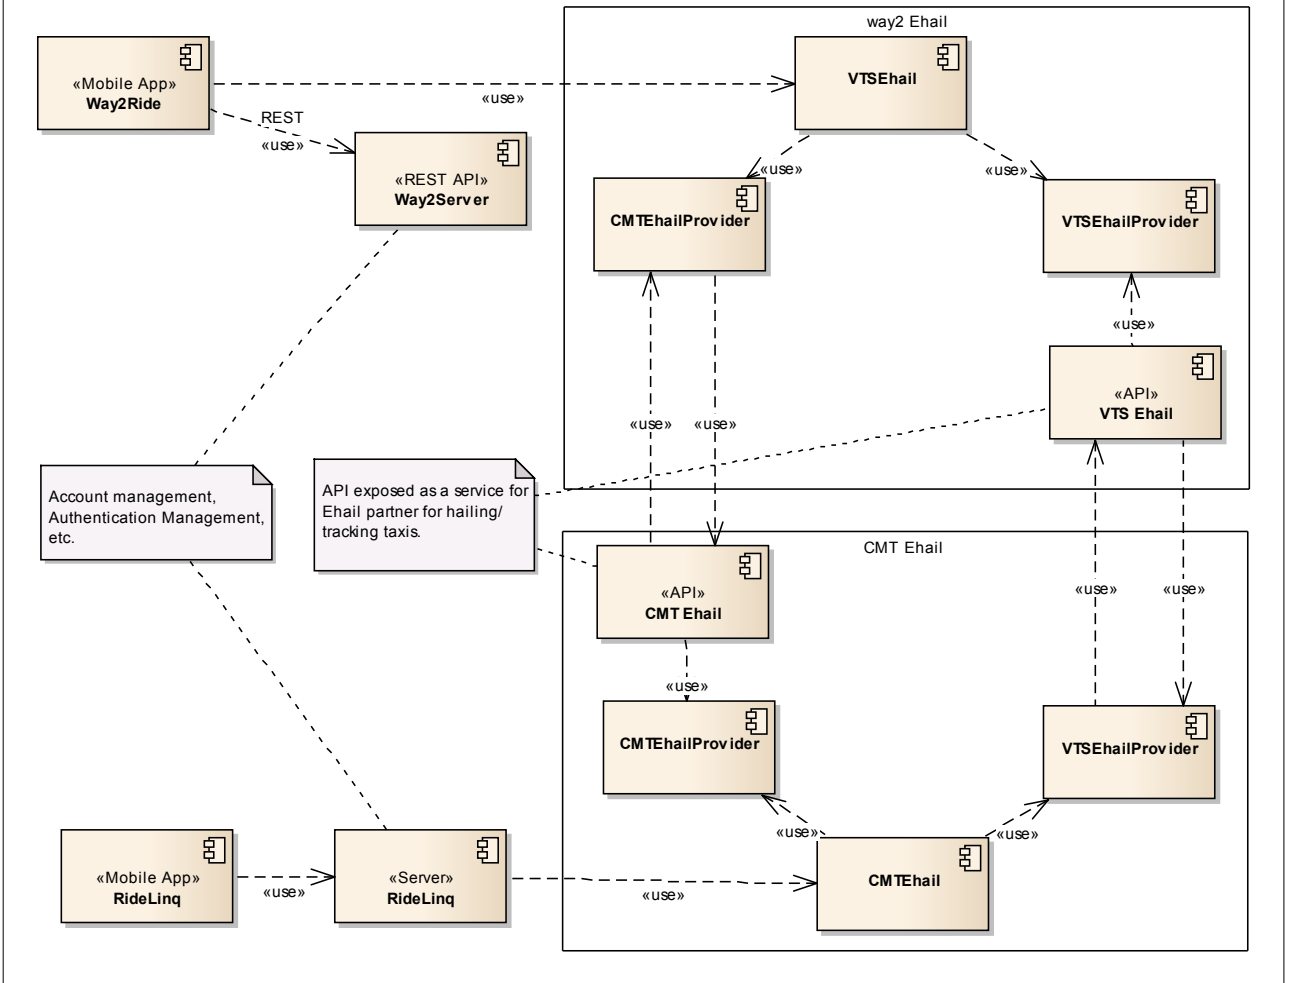 way2 Ehail
«Mobile App»
Way2Ride
«use»
VTSEhail
REST
«use»
«REST API»
Way2Server
«use»
«use»
CMTEhailProvider
VTSEhailProvider
«use»
«API»
VTS Ehail
«use»
«use»
Account management,
Authentication Management,
etc.
API exposed as a service for
Ehail partner for hailing/
tracking taxis.
CMT Ehail
«API»
CMT Ehail
«use»
«use»
«use»
CMTEhailProvider
VTSEhailProvider
«use»
«use»
«Mobile App»
RideLinq
«use»
«Server»
RideLinq
«use»
CMTEhail